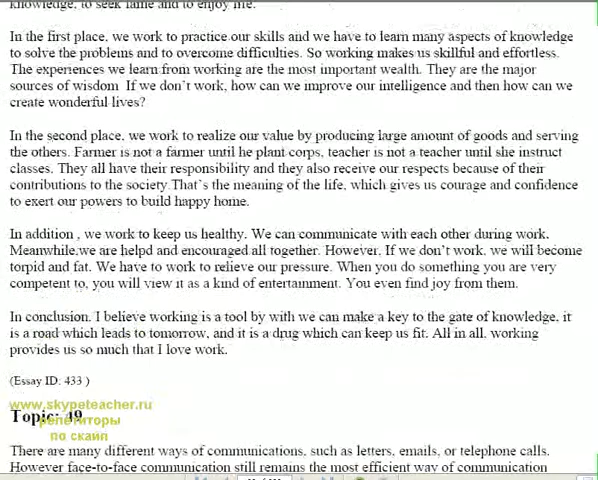 knowledge, to seek fame and to enjoy life.
In the first place, we work to practice our skills and we have to learn many aspects of knowledge
to solve the problems and to overcome difficulties. So working makes us skillful and effortless.
The experiences we learn from working are the most important wealth. They are the major
sources of wisdom If we don't work, how can we improve our intelligence and then how can we
create wonderful lives?
In the second place, we work to realize our value by producing large amount of goods and serving
the others. Farmer is not a farmer until he plant corps, teacher is not a teacher until she instruct
classes. They all have their responsibility and they also receive our respects because of their
contributions to the society.That's the meaning of the life, which gives us courage and confidence
to exert our powers to build happy home.
In addition , we work to keep us healthy. We can communicate with each other during work.
Meanwhile,we are helpd and encouraged all together. However, If we don't work, we will become
torpid and fat. We have to work to relieve our pressure. When you do something you are very
competent to, you will view it as a kind of entertainment. You even find joy from them.
In conclusion, I believe working is a tool by with we can make a key to the gate of knowledge, it
is a road which leads to tomorrow, and it is a drug which can keep us fit. All in all, working
provides us so much that I love work.
(Essay ID: 433 )
www.skypeteacher.ru
Topic: 49
репетиторы
по скайп
There are many different ways of communications, such as letters, emails, or telephone calls.
However face-to-face communication still remains the most efficient way of communication